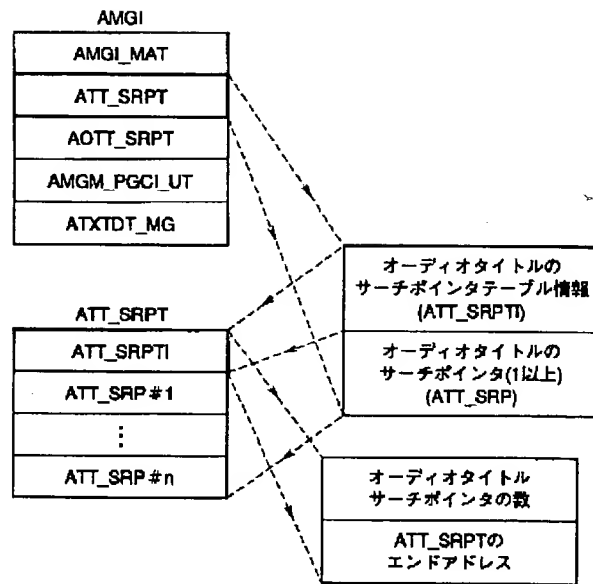 AMGI
AMGI_MAT
ATT_SRPT
AOTT_SRPT
AMGM_PGCI_UT
ATXTDT_MG
オーディオタイトルの
サーチポインタテーブル情報
(ATT_SRPTI)
オーディオタイトルの
サーチポインタ(1以上)
(ATT_SRP)
ATT_SRPT
ATT_SRPTI
ATT_SRP#1
⋮
ATT_SRP#n
オーディオタイトル
サーチポインタの数
ATT_SRPTの
エンドアドレス